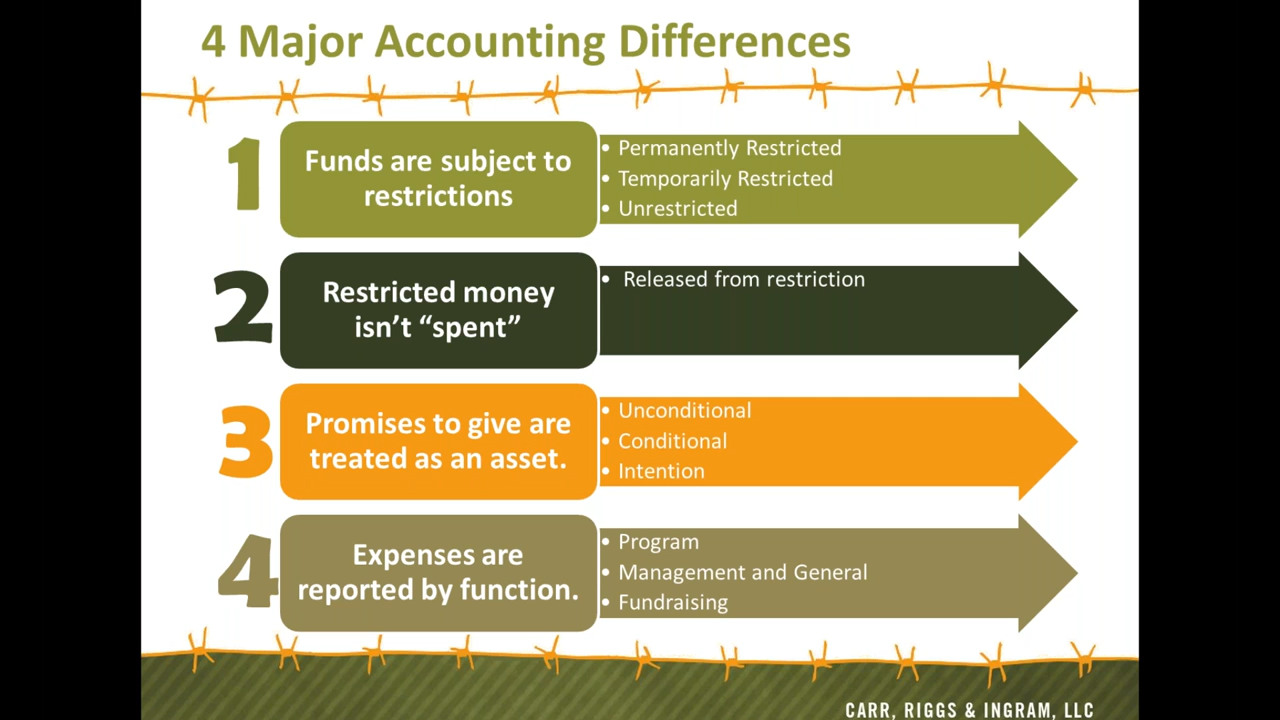 4 Major Accounting Differences
1
Funds are subject to
restrictions
• Permanently Restricted
• Temporarily Restricted
• Unrestricted
2
Restricted money
isn’t “spent”
• Released from restriction
3
Promises to give are
treated as an asset.
• Unconditional
• Conditional
• Intention
4
Expenses are
reported by function.
• Program
• Management and General
• Fundraising
CARR, RIGGS & INGRAM, LLC